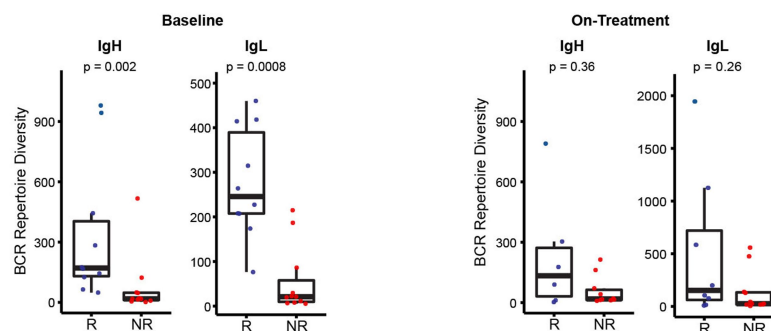 Baseline
On-Treatment
IgH
IgL
IgH
IgL
p = 0.002
p = 0.0008
p = 0.36
p = 0.26
BCR Repertoire Diversity
900
600
300
0
500
400
300
200
100
0
BCR Repertoire Diversity
900
600
300
0
2000
1500
1000
500
0
R NR
R NR
R NR
R NR